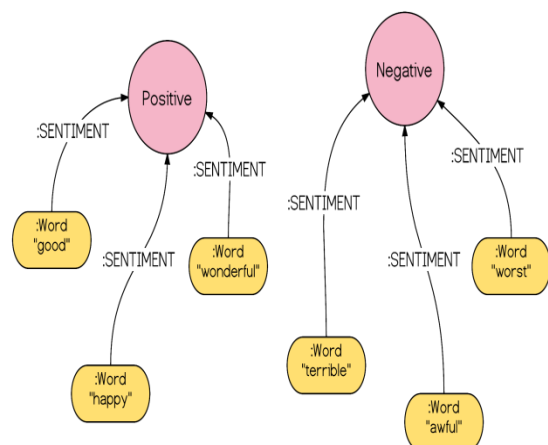 Positive
Negative
:SENTIMENT
:SENTIMENT
:SENTIMENT
:SENTIMENT
:SENTIMENT
:SENTIMENT
:Word
"good"
:Word
"wonderful"
:Word
"worst"
:Word
"terrible"
:Word
"happy"
:Word
"awful"